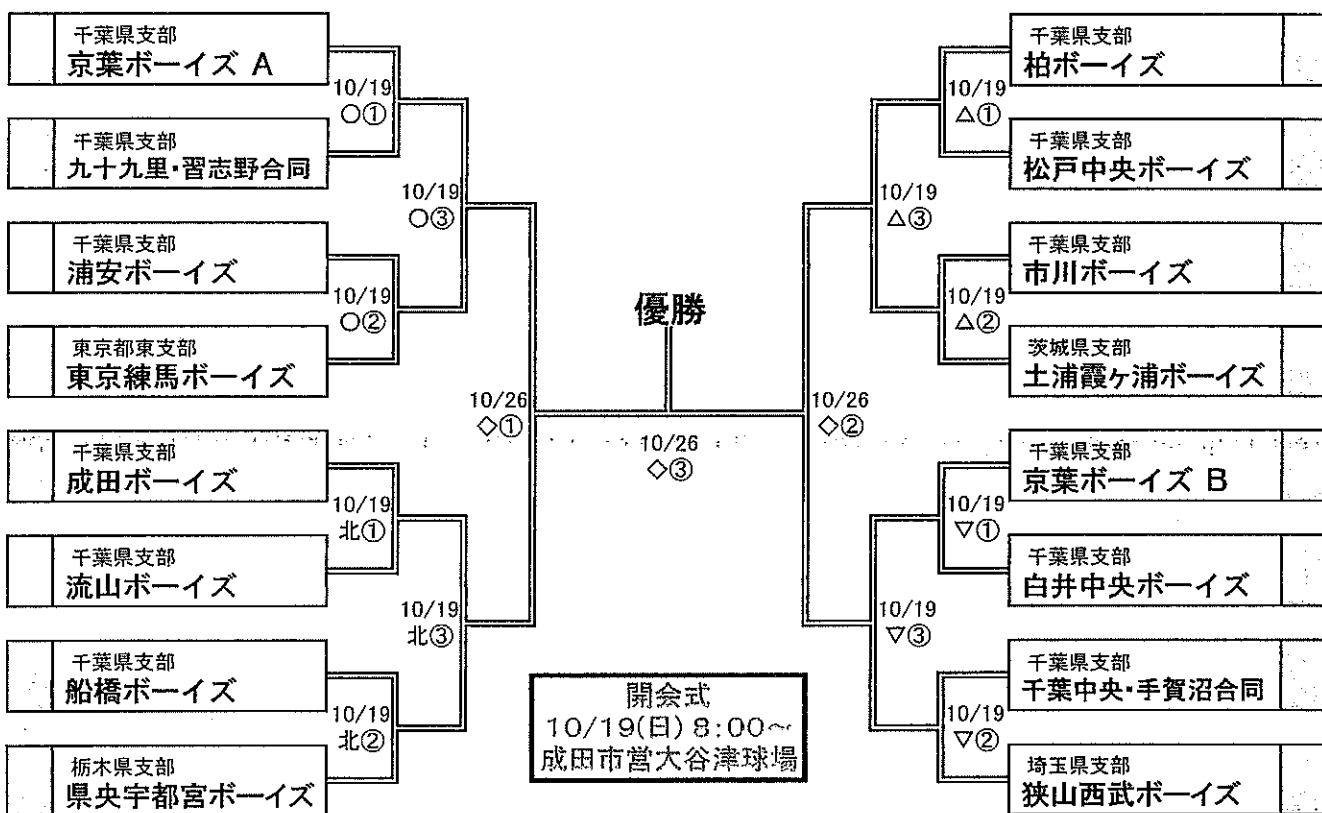 千葉県支部
京葉ボーイズ A
10/19
○①
千葉県支部
九十九里・習志野合同
10/19
○③
千葉県支部
浦安ボーイズ
10/19
○②
東京都東支部
東京練馬ボーイズ
10/26
◇①
千葉県支部
成田ボーイズ
10/19
北①
千葉県支部
流山ボーイズ
10/19
北③
千葉県支部
船橋ボーイズ
10/19
北②
栃木県支部
県央宇都宮ボーイズ
優勝
10/26
◇③
開会式
10/19(日) 8:00~
成田市営大谷津球場
千葉県支部
柏ボーイズ
10/19
△①
千葉県支部
松戸中央ボーイズ
10/19
△③
千葉県支部
市川ボーイズ
10/19
△②
茨城県支部
土浦霞ヶ浦ボーイズ
10/26
◇②
千葉県支部
京葉ボーイズ B
10/19
▽①
千葉県支部
白井中央ボーイズ
10/19
▽③
千葉県支部
千葉中央・手賀沼合同
10/19
▽②
埼玉県支部
狭山西武ボーイズ